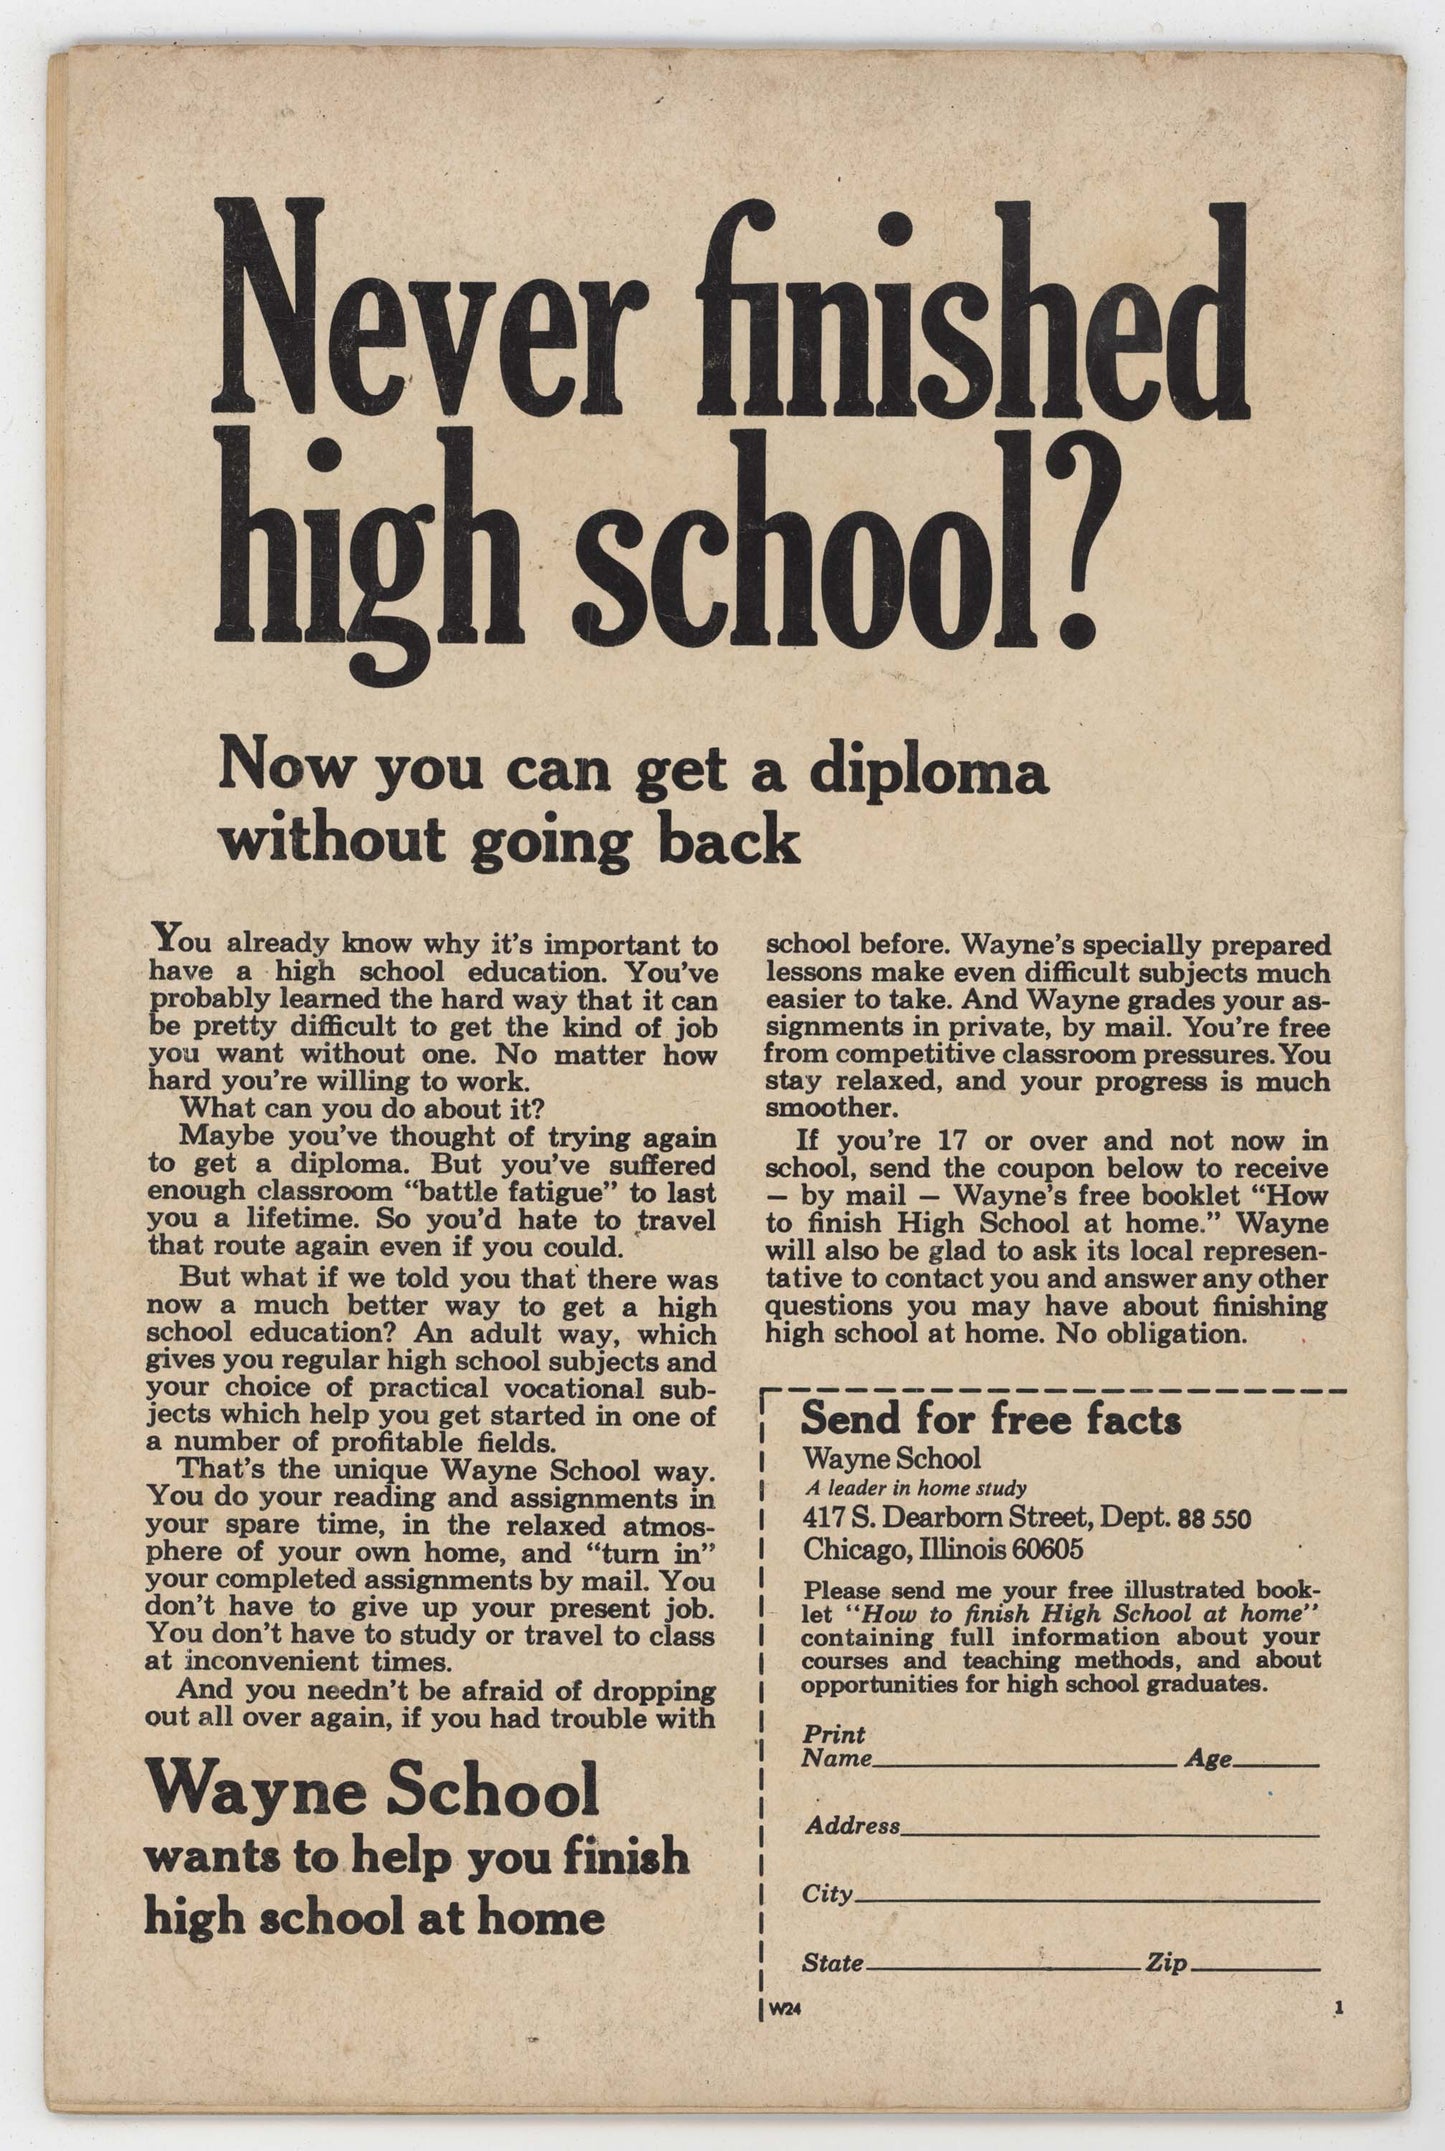 Never finished
high school?
Now you can get a diploma
without going back
You already know why it's important to
have a high school education. You've
probably learned the hard way that it can
be pretty difficult to get the kind of job
you want without one. No matter how
hard you're willing to work.
What can you do about it?
Maybe you've thought of trying again
to get a diploma. But you've suffered
enough classroom “battle fatigue” to last
you a lifetime. So you'd hate to travel
that route again even if you could.
But what if we told you that there was
now a much better way to get a high
school education? An adult way, which
gives you regular high school subjects and
your choice of practical vocational sub-
jects which help you get started in one of
a number of profitable fields.
That's the unique Wayne School way.
You do your reading and assignments in
your spare time, in the relaxed atmos-
phere of your own home, and “turn in”
your completed assignments by mail. You
don't have to give up your present job.
You don't have to study or travel to class
at inconvenient times.
And you needn't be afraid of dropping
out all over again, if you had trouble with
school before. Wayne's specially prepared
lessons make even difficult subjects much
easier to take. And Wayne grades your as-
signments in private, by mail. You're free
from competitive classroom pressures. You
stay relaxed, and your progress is much
smoother.
If you're 17 or over and not now in
school, send the coupon below to receive
— by mail — Wayne's free booklet “How
to finish High School at home.” Wayne
will also be glad to ask its local represen-
tative to contact you and answer any other
questions you may have about finishing
high school at home. No obligation.
Wayne School
wants to help you finish
high school at home
Send for free facts
Wayne School
A leader in home study
417 S. Dearborn Street, Dept. 88 550
Chicago, Illinois 60605
Please send me your free illustrated book-
let “How to finish High School at home”
containing full information about your
courses and teaching methods, and about
opportunities for high school graduates.
Print
Name Age
Address
City
State Zip
W24 1